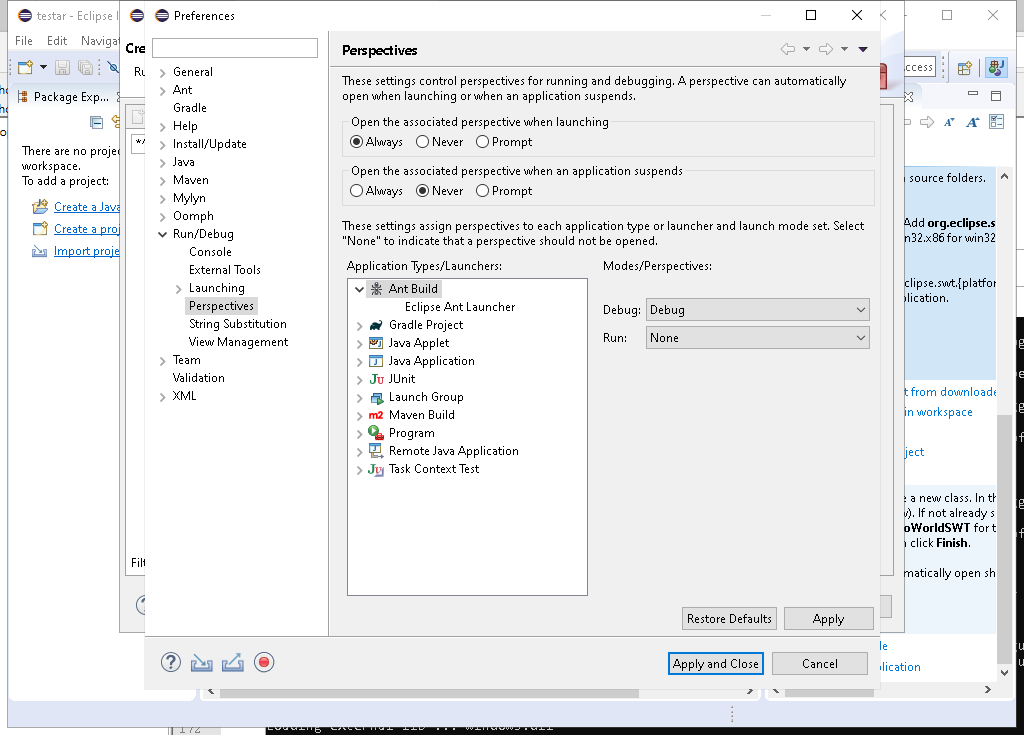 testar - Eclipse I
File Edit Navigat
Package Exp...
There are no projec
workspace.
To add a project:
Create a Java
Create a proj
Import proje
Cre
Ru
*/
Filt
Preferences
General
Ant
Gradle
Help
Install/Update
Java
Maven
Mylyn
Oomph
Run/Debug
Console
External Tools
Launching
Perspectives
String Substitution
View Management
Team
Validation
XML
Perspectives
These settings control perspectives for running and debugging. A perspective can automatically
open when launching or when an application suspends.
Open the associated perspective when launching
Always Never Prompt
Open the associated perspective when an application suspends
Always Never Prompt
These settings assign perspectives to each application type or launcher and launch mode set. Select
"None" to indicate that a perspective should not be opened.
Application Types/Launchers:
Ant Build
Eclipse Ant Launcher
Gradle Project
Java Applet
Java Application
Ju JUnit
Launch Group
m2 Maven Build
Program
Remote Java Application
Ju Task Context Test
Modes/Perspectives:
Debug: Debug
Run: None
Restore Defaults Apply
Apply and Close Cancel
ccess
source folders.
Add org.eclipse.s
n32.x86 for win32
clipse.swt.{platfor
lication.
t from downloade
in workspace
ject
e a new class. In th
v). If not already s
oWorldSWT for t
click Finish.
matically open sh
le
plication
172
Loading external lib ... windows.dll